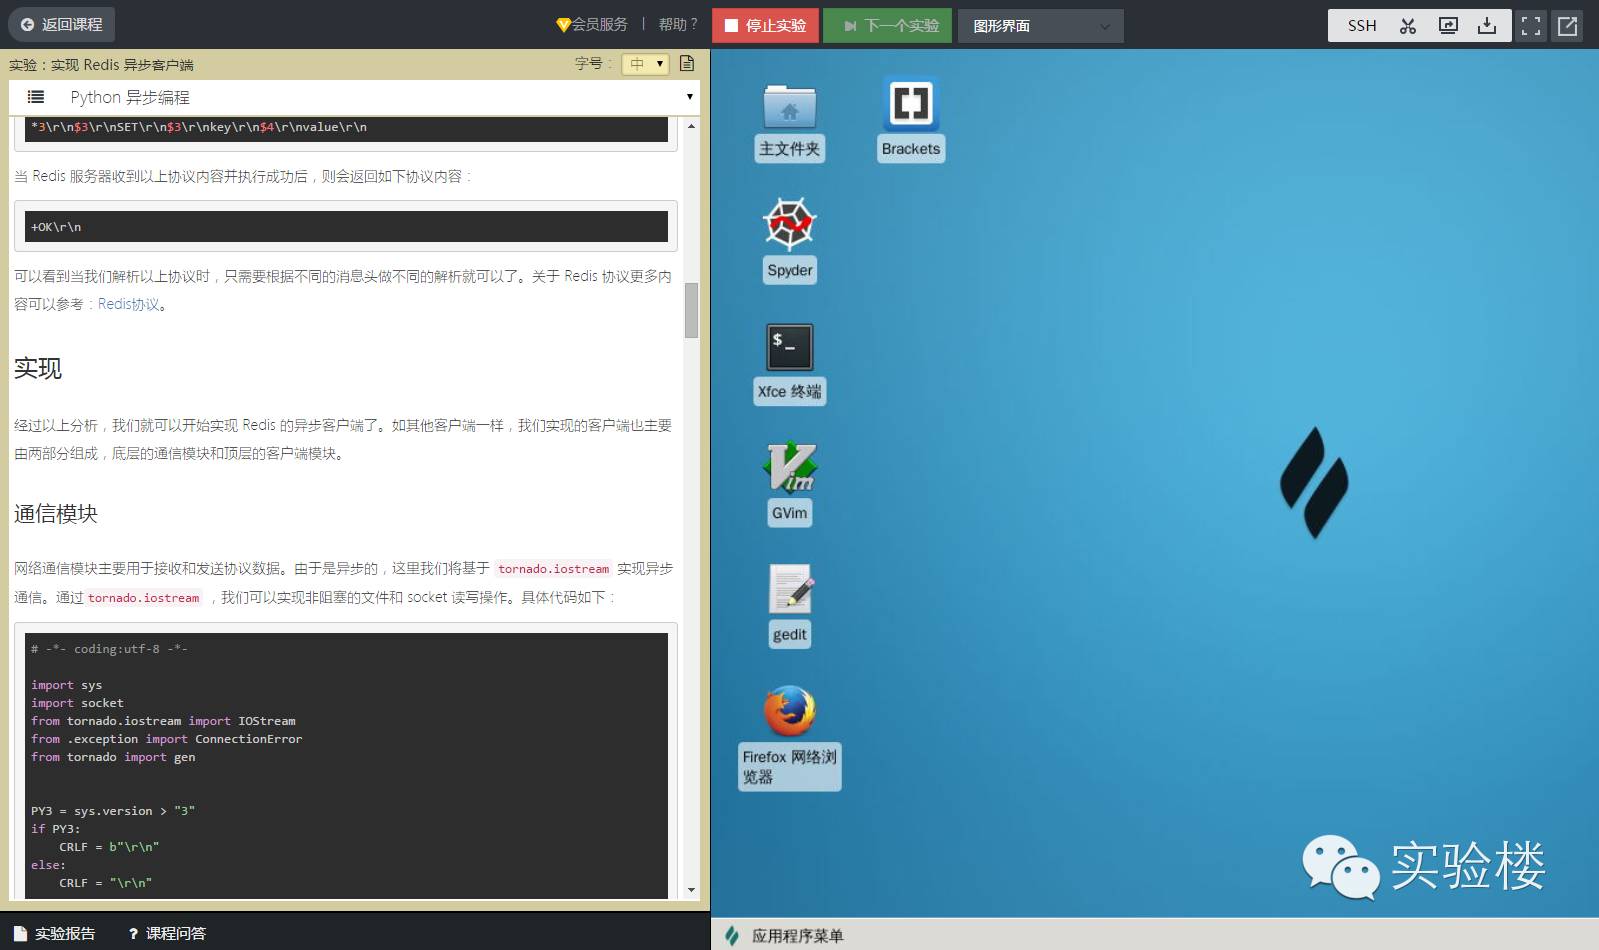 返回课程
会员服务 | 帮助?
停止实验
下一个实验
图形界面
SSH
实验：实现 Redis 异步客户端
字号：
中
Python 异步编程
*3\r\n$3\r\nSET\r\n$3\r\nkey\r\n$4\r\nvalue\r\n
当 Redis 服务器收到以上协议内容并执行成功后，则会返回如下协议内容：
+OK\r\n
可以看到当我们解析以上协议时，只需要根据不同的消息头做不同的解析就可以了。关于 Redis 协议更多内
容可以参考：Redis协议。
实现
经过以上分析，我们就可以开始实现 Redis 的异步客户端了。如其他客户端一样，我们实现的客户端也主要
由两部分组成，底层的通信模块和顶层的客户端模块。
通信模块
网络通信模块主要用于接收和发送协议数据。由于是异步的，这里我们将基于 tornado.iostream 实现异步
通信。通过 tornado.iostream ，我们可以实现非阻塞的文件和 socket 读写操作。具体代码如下：
# -*- coding:utf-8 -*-
import sys
import socket
from tornado.iostream import IOStream
from .exception import ConnectionError
from tornado import gen
PY3 = sys.version > "3"
if PY3:
    CRLF = b"\r\n"
else:
    CRLF = "\r\n"
实验报告
? 课程问答
主文件夹
Brackets
Spyder
$_
Xfce 终端
Vim
GVim
gedit
Firefox 网络浏
览器
实验楼
应用程序菜单